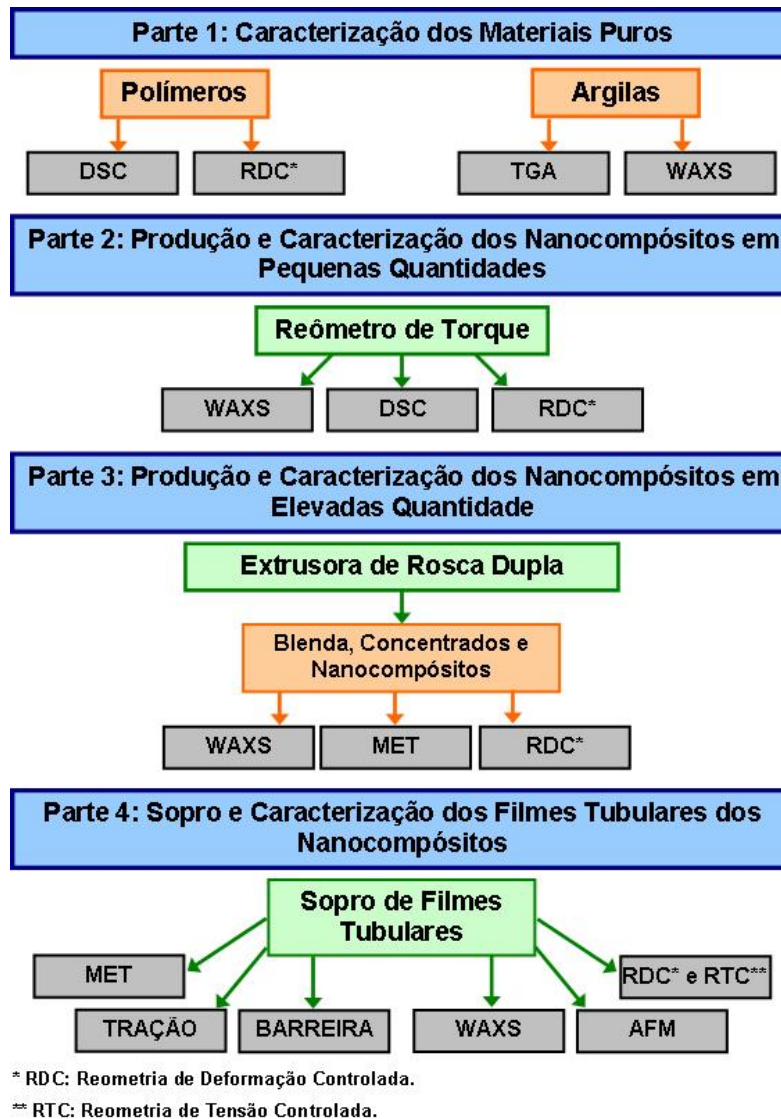 Parte 1: Caracterização dos Materiais Puros
Polímeros
Argilas
DSC
RDC*
TGA
WAXS
Parte 2: Produção e Caracterização dos Nanocompósitos em
Pequenas Quantidades
Reômetro de Torque
WAXS
DSC
RDC*
Parte 3: Produção e Caracterização dos Nanocompósitos em
Elevadas Quantidade
Extrusora de Rosca Dupla
Blenda, Concentrados e
Nanocompósitos
WAXS
MET
RDC*
Parte 4: Sopro e Caracterização dos Filmes Tubulares dos
Nanocompósitos
Sopro de Filmes
Tubulares
MET
RDC* e RTC**
TRAÇÃO
BARREIRA
WAXS
AFM
* RDC: Reometria de Deformação Controlada.
** RTC: Reometria de Tensão Controlada.